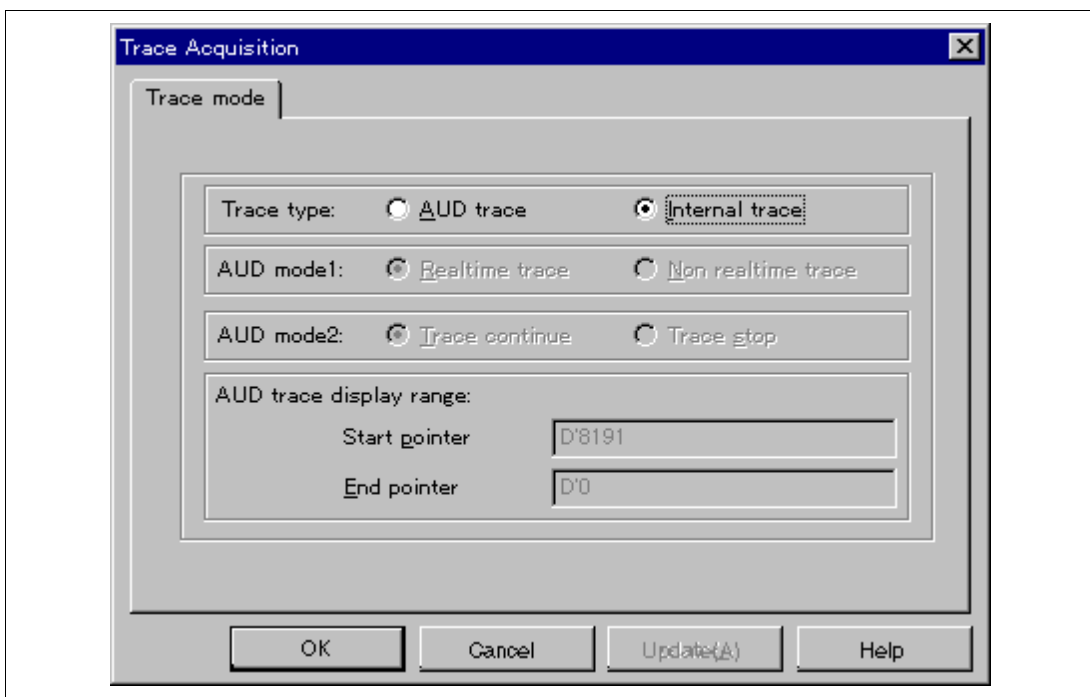 Trace Acquisition
Trace mode
Trace type: AUD trace Internal trace
AUD mode1: Realtime trace Non realtime trace
AUD mode2: Trace continue Trace stop
AUD trace display range:
Start pointer D'8191
End pointer D'0
OK Cancel Update(A) Help